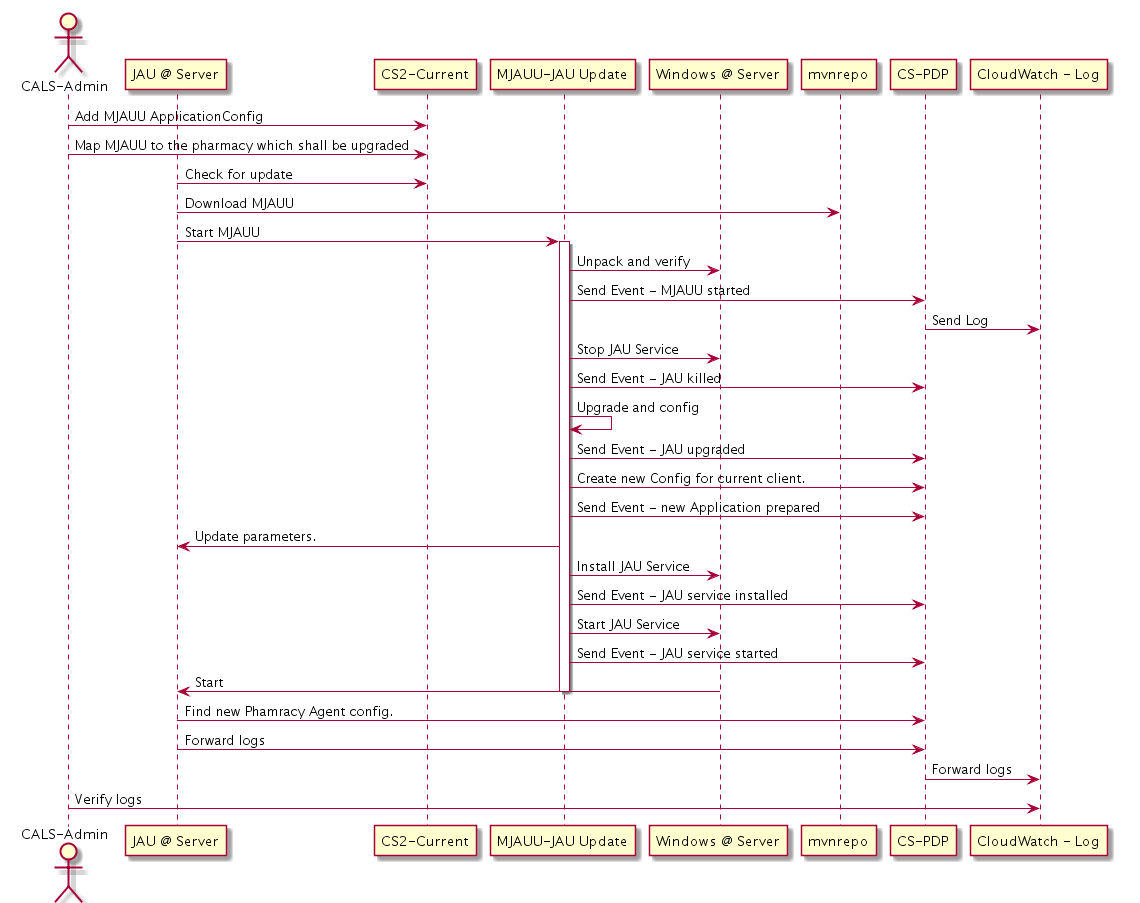 CALS-Admin
JAU @ Server
CS2-Current
MJAUU-JAU Update
Windows @ Server
mvnrepo
CS-PDP
CloudWatch - Log
Add MJAUU ApplicationConfig
Map MJAUU to the pharmacy which shall be upgraded
Check for update
Download MJAUU
Start MJAUU
Unpack and verify
Send Event - MJAUU started
Send Log
Stop JAU Service
Send Event - JAU killed
Upgrade and config
Send Event - JAU upgraded
Create new Config for current client.
Send Event - new Application prepared
Update parameters.
Install JAU Service
Send Event - JAU service installed
Start JAU Service
Send Event - JAU service started
Start
Find new Phamracy Agent config.
Forward logs
Forward logs
Verify logs
CALS-Admin
JAU @ Server
CS2-Current
MJAUU-JAU Update
Windows @ Server
mvnrepo
CS-PDP
CloudWatch - Log